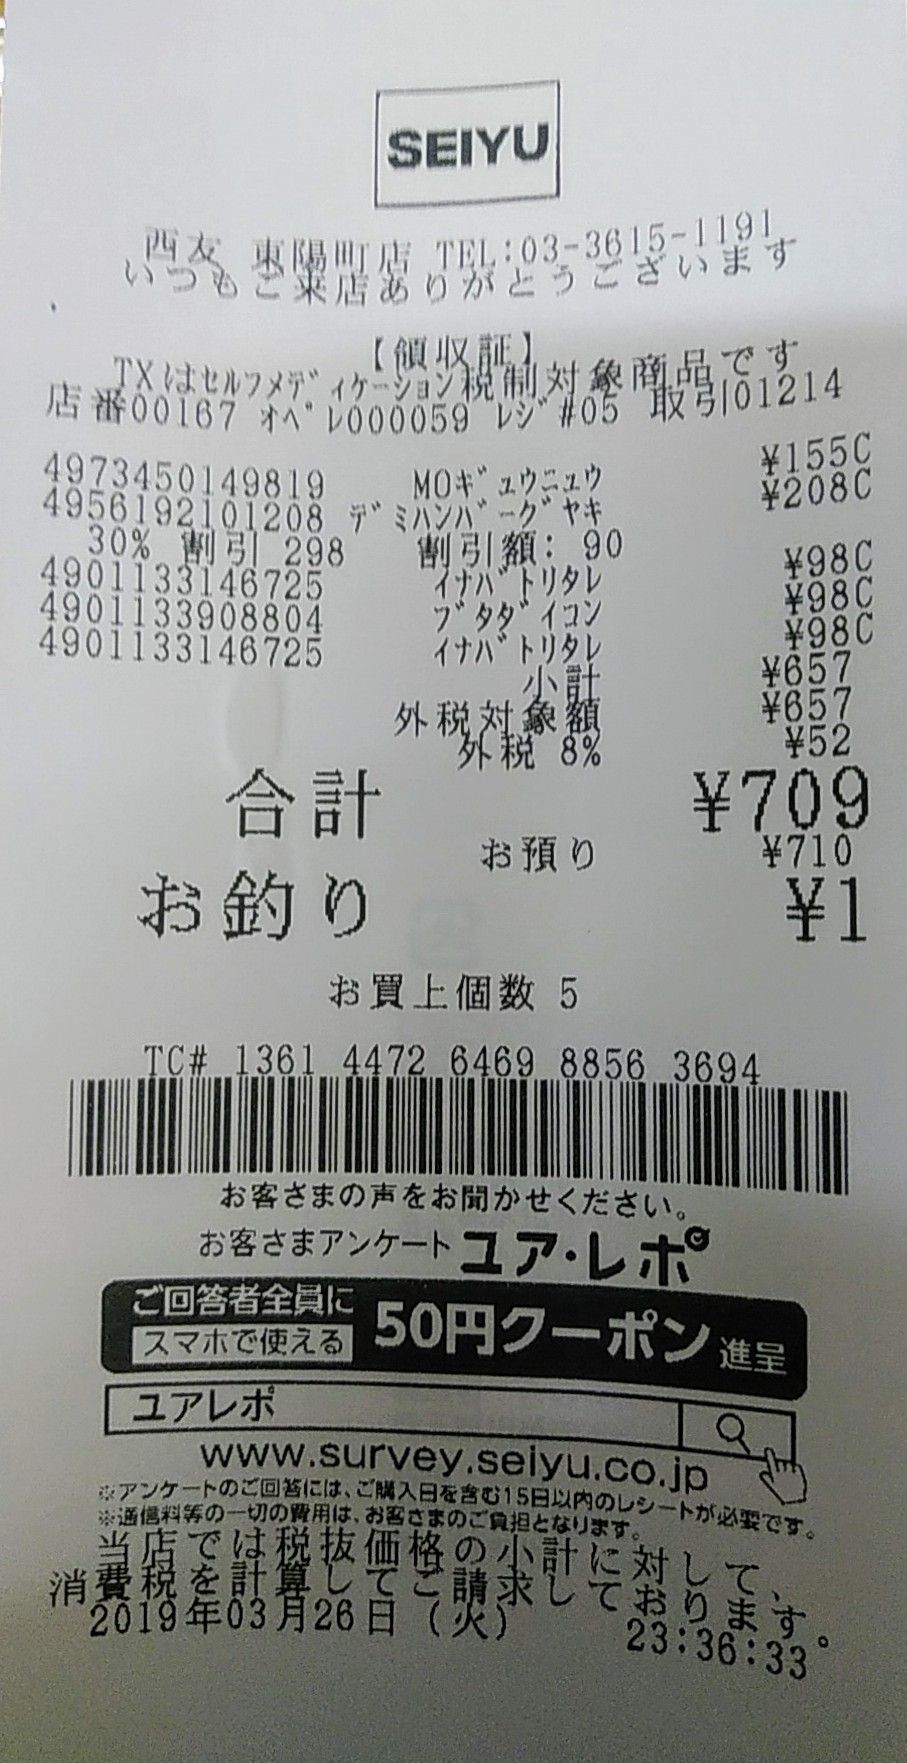 SEIYU
西友 東陽町店 TEL:03-3615-1191
いつもご来店ありがとうございます
【領収証】
TXはセルフメディケーション税制対象商品です
店番00167 オペレ000059 レジ#05 取引01214
4973450149819 MOギュウニュウ ¥155C
4956192101208 デミハンバーグヤキ ¥208C
30% 割引 298 割引額: 90
4901133146725 イナバトリタレ ¥98C
4901133908804 ブタダイコン ¥98C
4901133146725 イナバトリタレ ¥98C
小計 ¥657
外税対象額 ¥657
外税 8% ¥52
合計 ¥709
お預り ¥710
お釣り ¥1
お買上個数 5
TC# 1361 4472 6469 8856 3694
お客さまの声をお聞かせください。
お客さまアンケート ユア・レポ
ご回答者全員に
スマホで使える 50円クーポン 進呈
ユアレポ
www.survey.seiyu.co.jp
※アンケートのご回答には、ご購入日を含む15日以内のレシートが必要です。
※通信料等の一切の費用は、お客さまのご負担となります。
当店では税抜価格の小計に対して、
消費税を計算してご請求しております。
2019年03月26日(火) 23:36:33